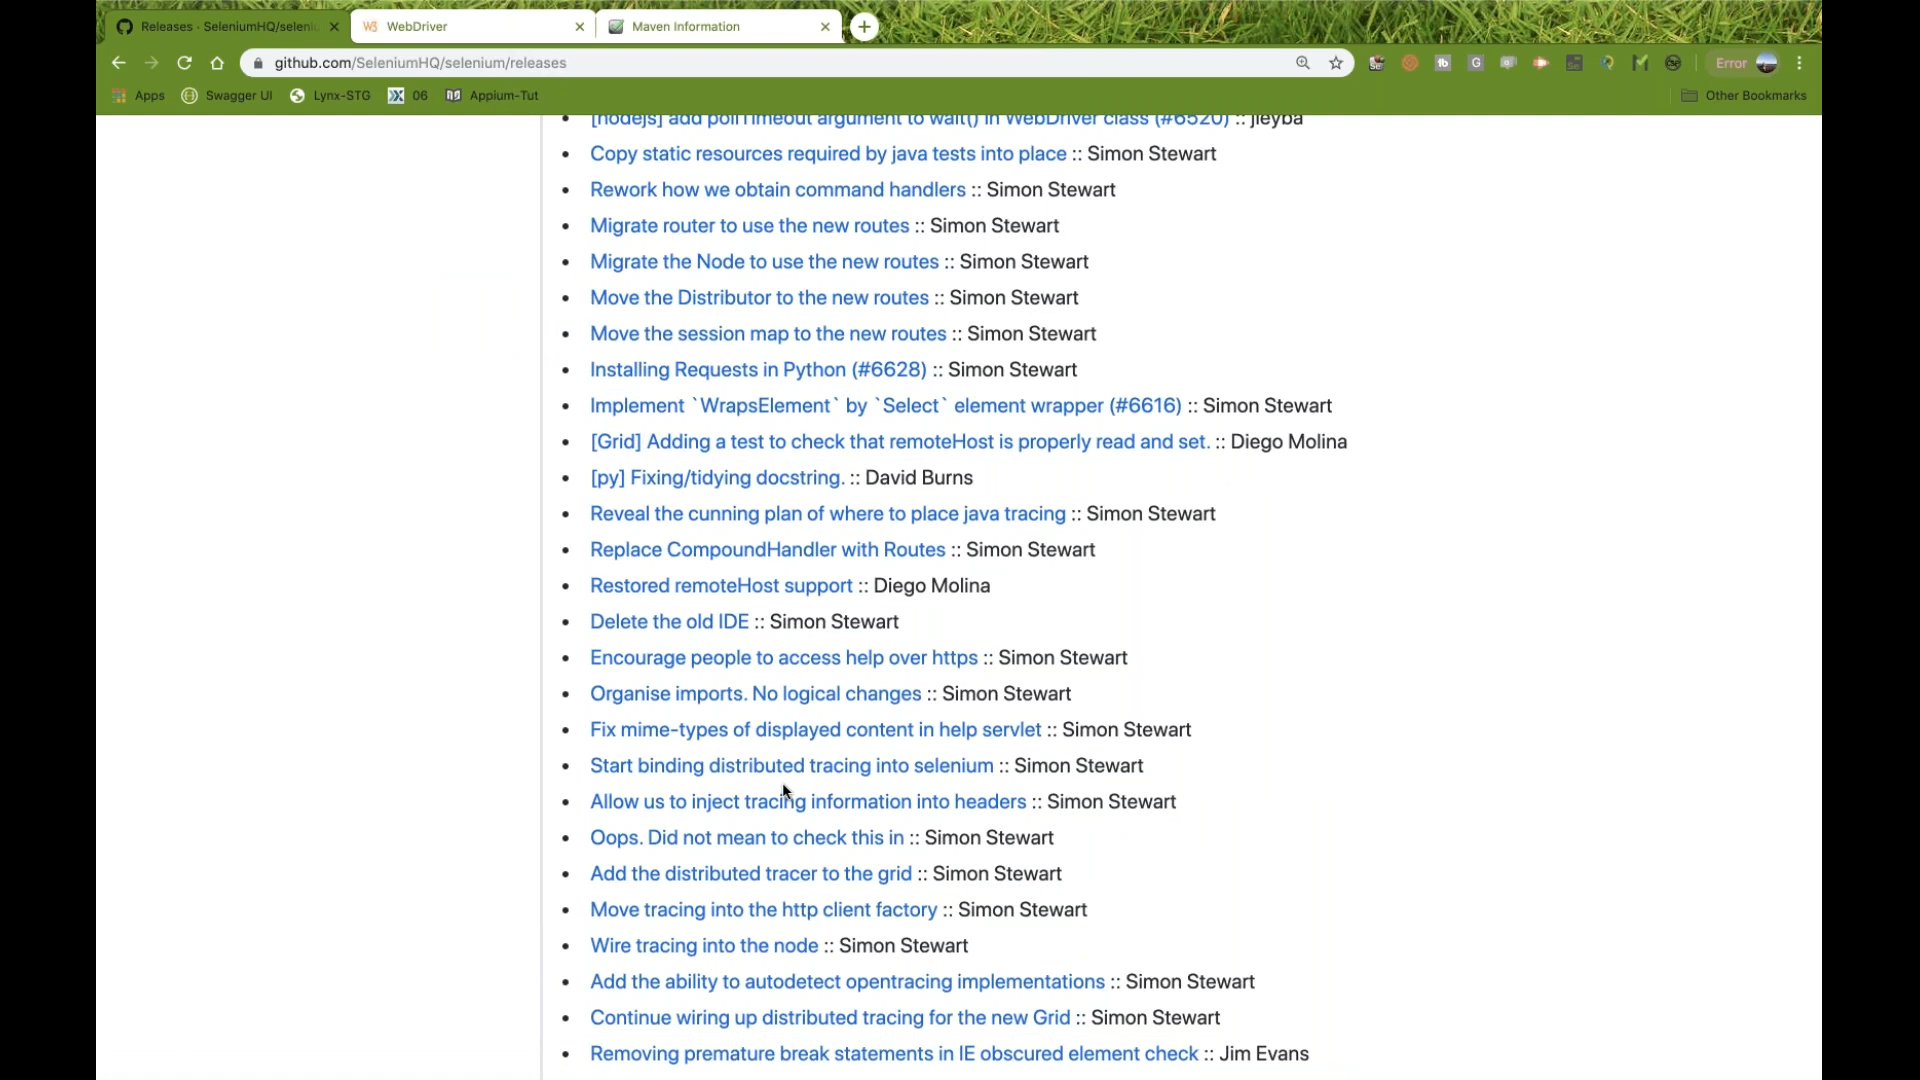 Releases · SeleniumHQ/seleni
WebDriver
Maven Information
github.com/SeleniumHQ/selenium/releases
Error
Apps
Swagger UI
Lynx-STG
06
Appium-Tut
Other Bookmarks
• [nodejs] add pollTimeout argument to wait() in WebDriver class (#6520) :: jleyba
• Copy static resources required by java tests into place :: Simon Stewart
• Rework how we obtain command handlers :: Simon Stewart
• Migrate router to use the new routes :: Simon Stewart
• Migrate the Node to use the new routes :: Simon Stewart
• Move the Distributor to the new routes :: Simon Stewart
• Move the session map to the new routes :: Simon Stewart
• Installing Requests in Python (#6628) :: Simon Stewart
• Implement `WrapsElement` by `Select` element wrapper (#6616) :: Simon Stewart
• [Grid] Adding a test to check that remoteHost is properly read and set. :: Diego Molina
• [py] Fixing/tidying docstring. :: David Burns
• Reveal the cunning plan of where to place java tracing :: Simon Stewart
• Replace CompoundHandler with Routes :: Simon Stewart
• Restored remoteHost support :: Diego Molina
• Delete the old IDE :: Simon Stewart
• Encourage people to access help over https :: Simon Stewart
• Organise imports. No logical changes :: Simon Stewart
• Fix mime-types of displayed content in help servlet :: Simon Stewart
• Start binding distributed tracing into selenium :: Simon Stewart
• Allow us to inject tracing information into headers :: Simon Stewart
• Oops. Did not mean to check this in :: Simon Stewart
• Add the distributed tracer to the grid :: Simon Stewart
• Move tracing into the http client factory :: Simon Stewart
• Wire tracing into the node :: Simon Stewart
• Add the ability to autodetect opentracing implementations :: Simon Stewart
• Continue wiring up distributed tracing for the new Grid :: Simon Stewart
• Removing premature break statements in IE obscured element check :: Jim Evans